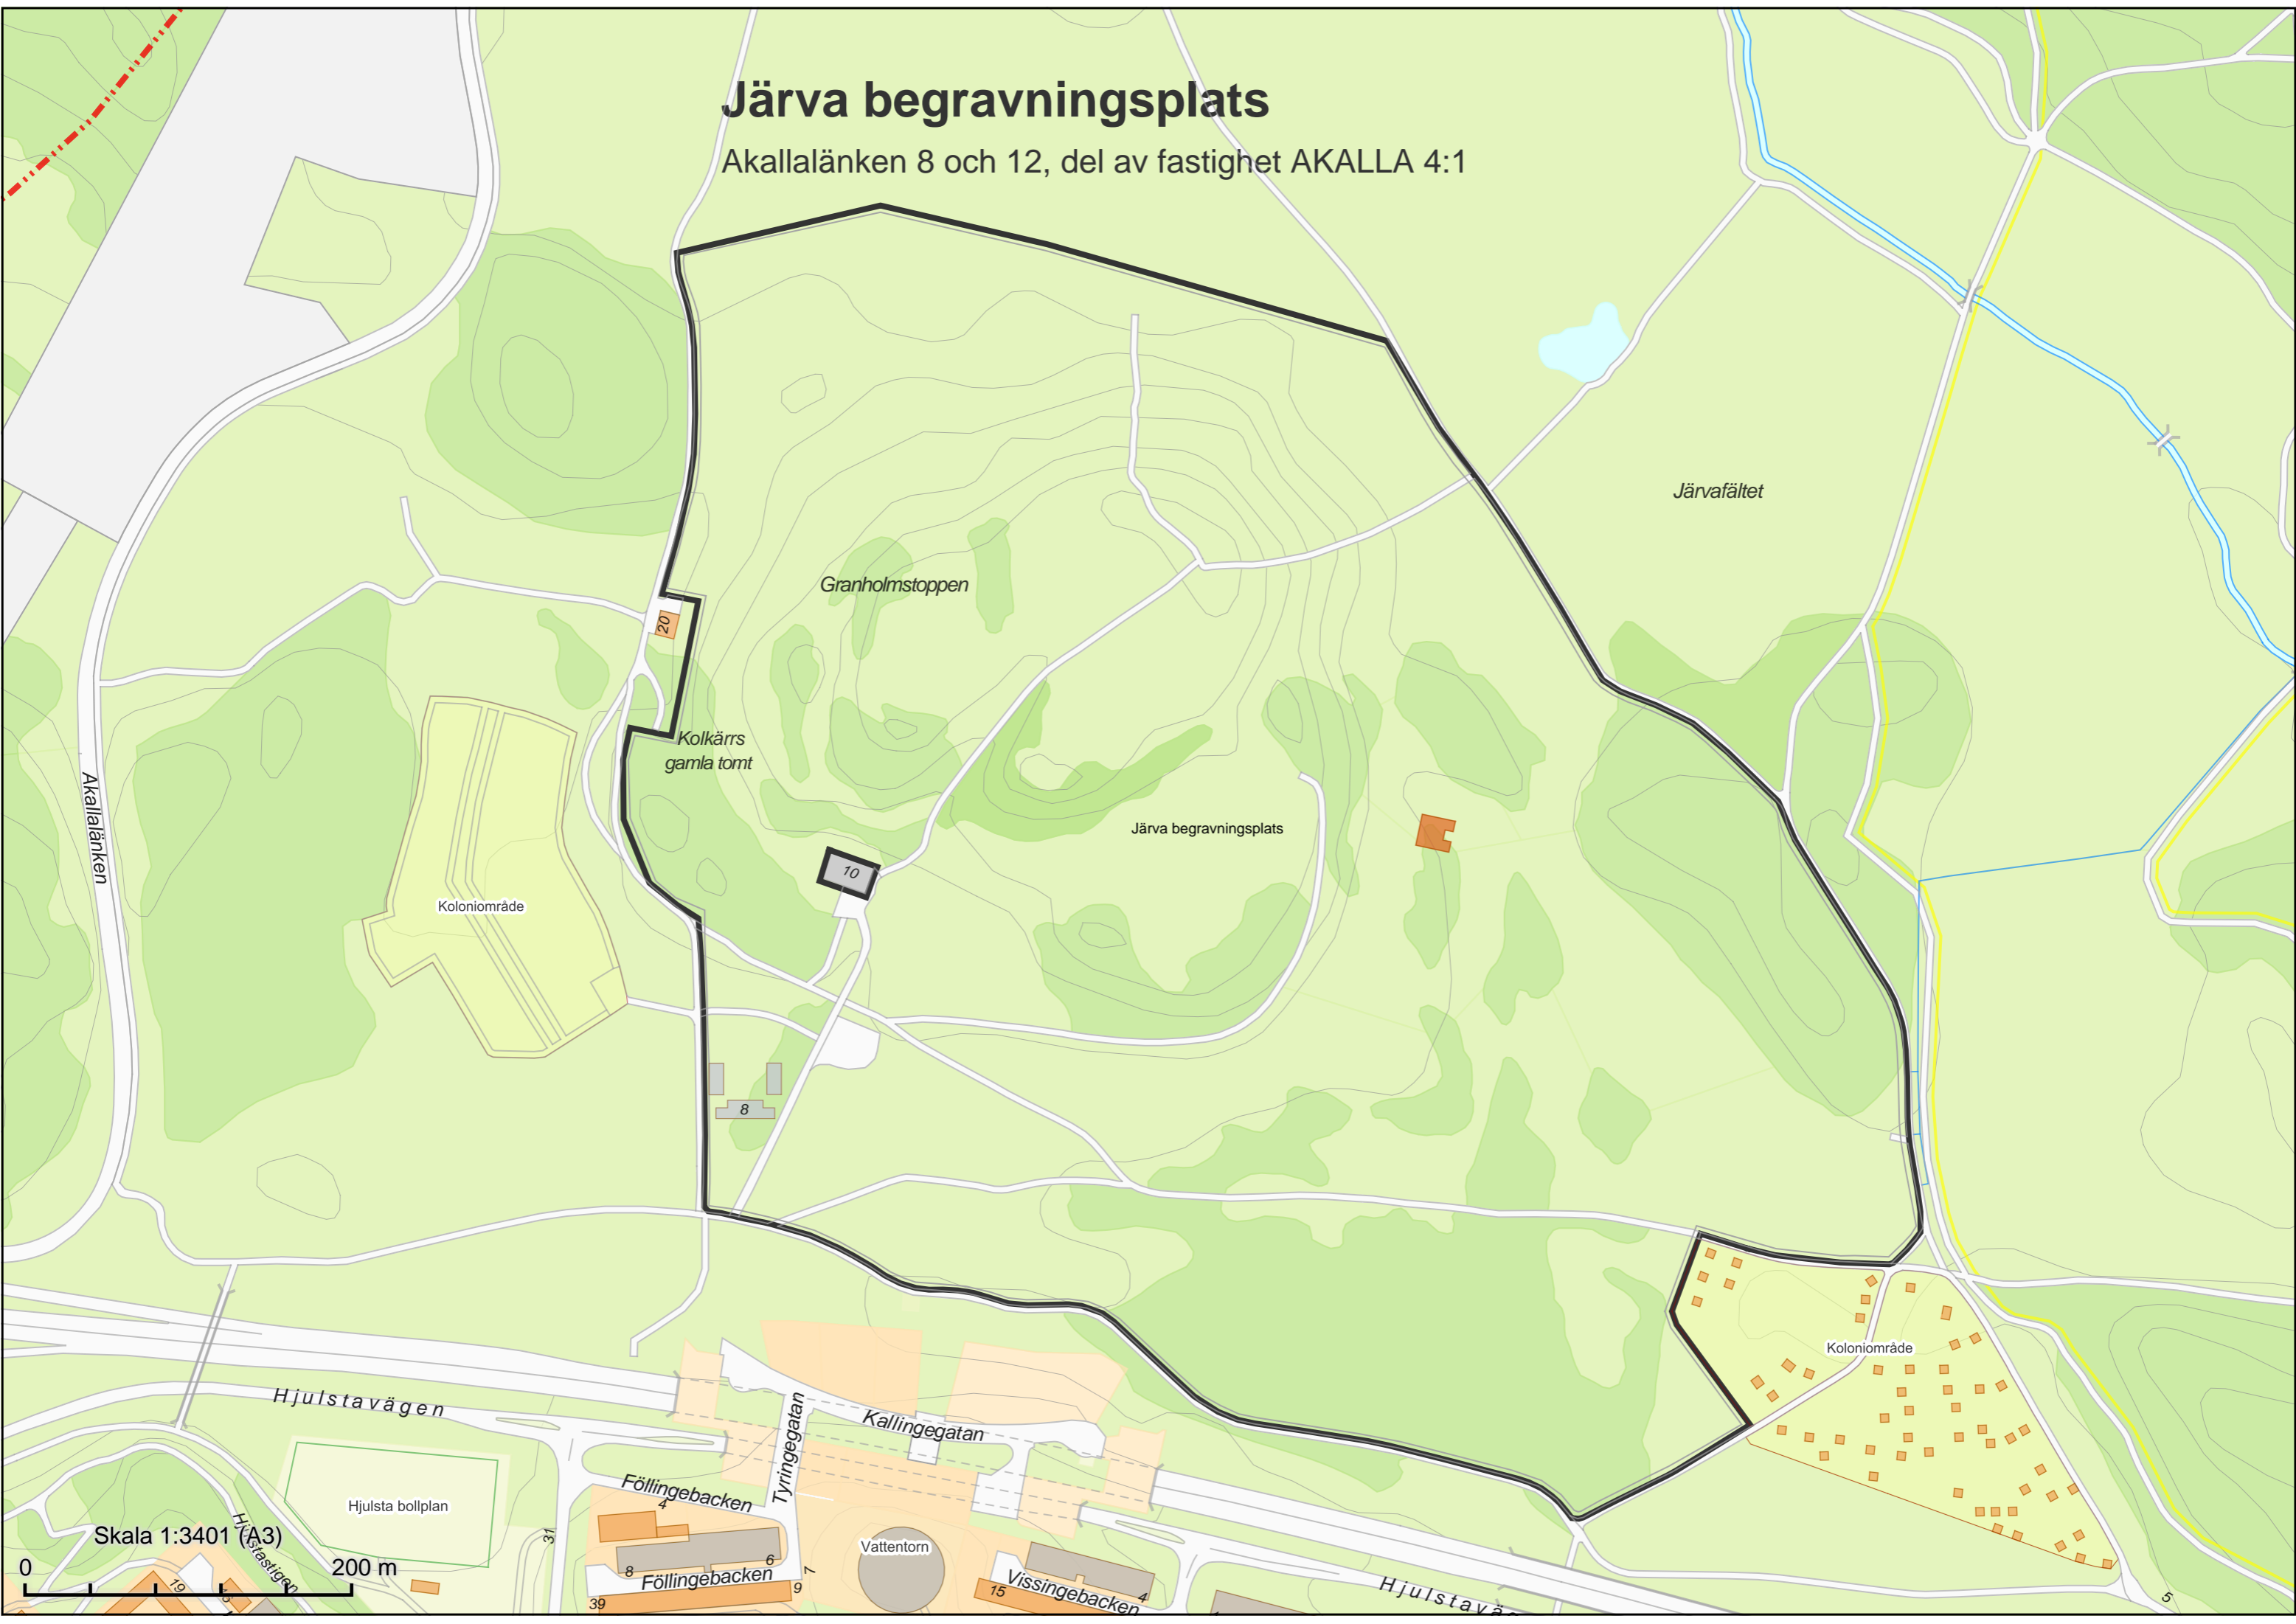 Järva begravningsplats
Akallalänken 8 och 12, del av fastighet AKALLA 4:1
Järvafältet
Granholmstoppen
20
Kolkärrs
gamla tomt
Akallalänken
Järva begravningsplats
10
Koloniområde
8
Koloniområde
Hjulstavägen
Kallingegatan
Tyringegatan
Föllingebacken
4
Hjulsta bollplan
Skala 1:3401 (A3)
Hjulstastigen
31
Vattentorn
0
200 m
8
6
7
Föllingebacken
9
39
19
15
Vissingebacken
4
5